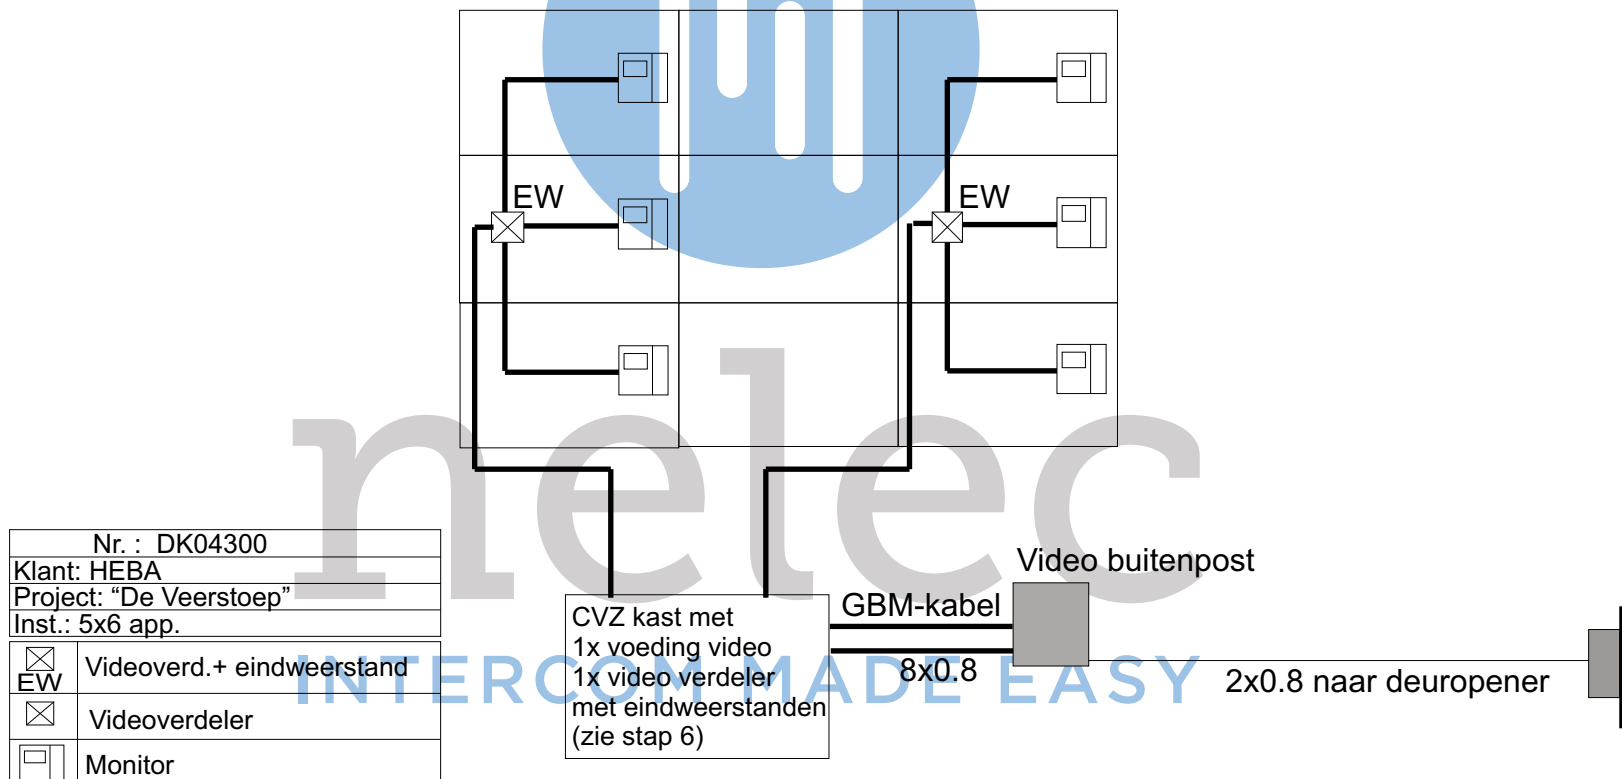 EW
EW
nelec
INTERCOM MADE EASY
Nr. : DK04300
Klant: HEBA
Project: “De Veerstoep”
Inst.: 5x6 app.
EW
Videoverd.+ eindweerstand
Videoverdeler
Monitor
CVZ kast met
1x voeding video
1x video verdeler
met eindweerstanden
(zie stap 6)
GBM-kabel
8x0.8
Video buitenpost
2x0.8 naar deuropener